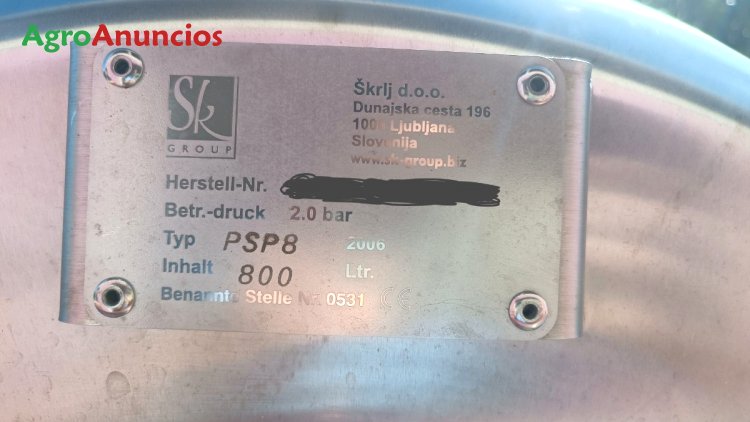 AgroAnuncios
Sk
GROUP
Škrlj d.o.o.
Dunajska cesta 196
1000 Ljubljana
Slovenija
www.sk-group.biz
Herstell-Nr.
Betr.-druck 2.0 bar
Typ PSP8 2006
Inhalt 800 Ltr.
Benannte Stelle Nr. 0531 CE